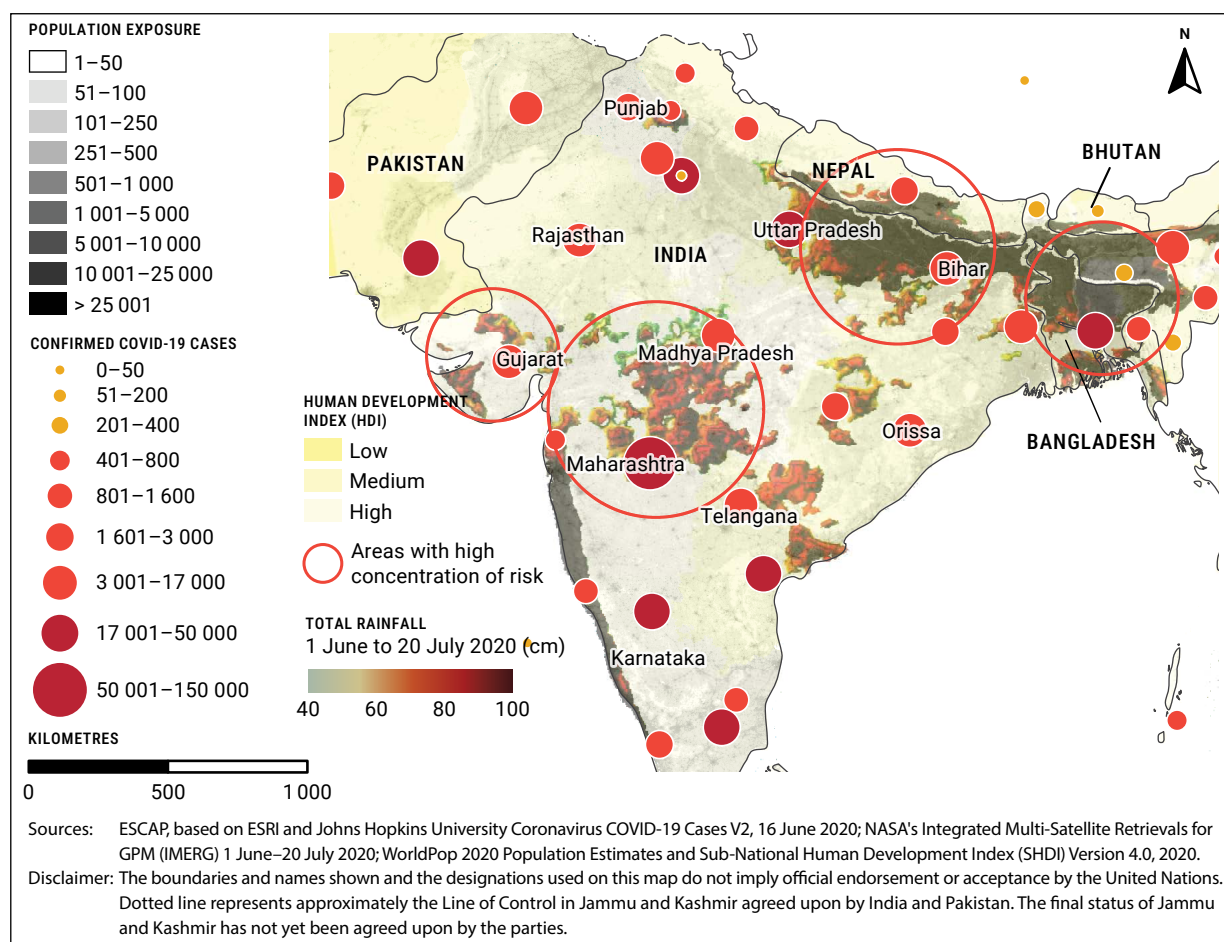 POPULATION EXPOSURE
1–50
51–100
101–250
251–500
501–1 000
1 001–5 000
5 001–10 000
10 001–25 000
> 25 001
CONFIRMED COVID-19 CASES
0–50
51–200
201–400
401–800
801–1 600
1 601–3 000
3 001–17 000
17 001–50 000
50 001–150 000
KILOMETRES
0 500 1 000
HUMAN DEVELOPMENT
INDEX (HDI)
Low
Medium
High
Areas with high
concentration of risk
TOTAL RAINFALL
1 June to 20 July 2020 (cm)
40 60 80 100
N
PAKISTAN
Punjab
NEPAL
BHUTAN
Rajasthan
INDIA
Uttar Pradesh
Bihar
Gujarat
Madhya Pradesh
Maharashtra
Orissa
BANGLADESH
Telangana
Karnataka
Sources: ESCAP, based on ESRI and Johns Hopkins University Coronavirus COVID-19 Cases V2, 16 June 2020; NASA's Integrated Multi-Satellite Retrievals for
GPM (IMERG) 1 June–20 July 2020; WorldPop 2020 Population Estimates and Sub-National Human Development Index (SHDI) Version 4.0, 2020.
Disclaimer: The boundaries and names shown and the designations used on this map do not imply official endorsement or acceptance by the United Nations.
Dotted line represents approximately the Line of Control in Jammu and Kashmir agreed upon by India and Pakistan. The final status of Jammu
and Kashmir has not yet been agreed upon by the parties.